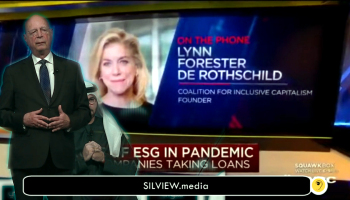 ON THE PHONE
LYNN
FORESTER
DE ROTHSCHILD
COALITION FOR INCLUSIVE CAPITALISM
FOUNDER
ESG IN PANDEMIC
COMPANIES TAKING LOANS
SQUAWK BOX
SILVIEW.media